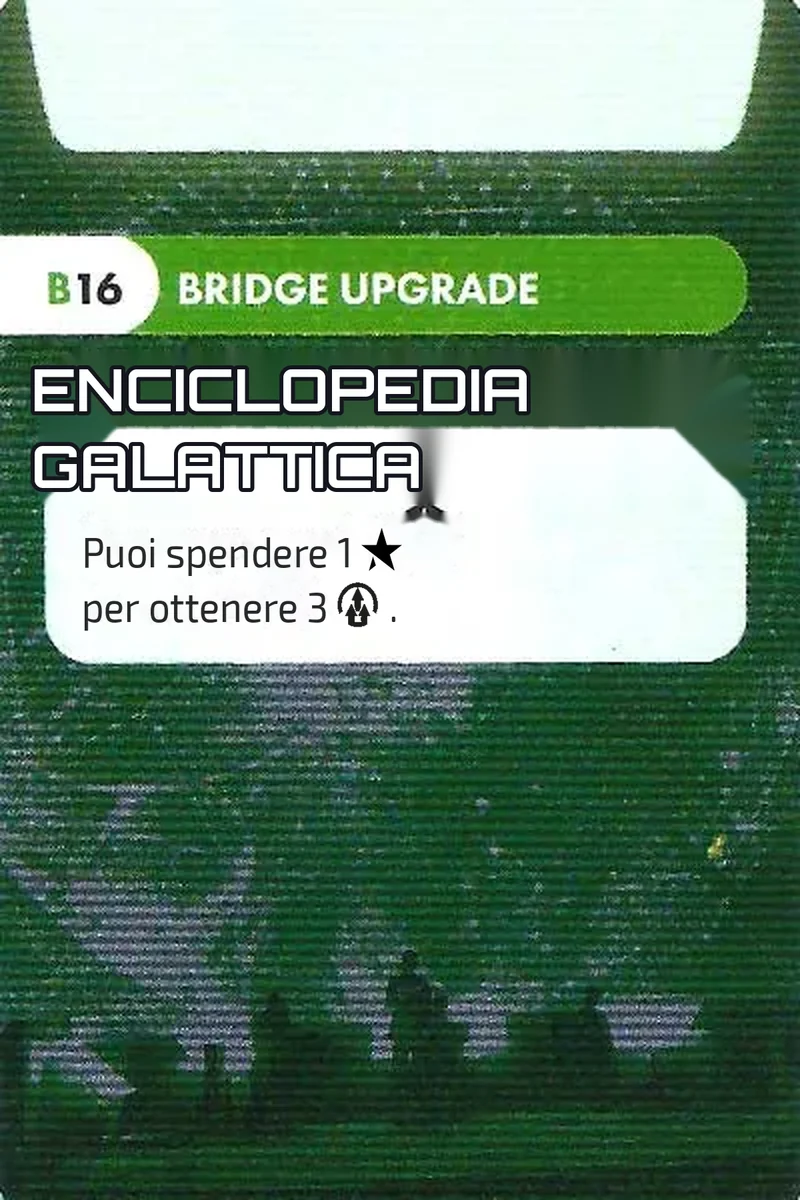 B16 BRIDGE UPGRADE
ENCICLOPEDIA
GALATTICA
Puoi spendere 1 ★
per ottenere 3 .